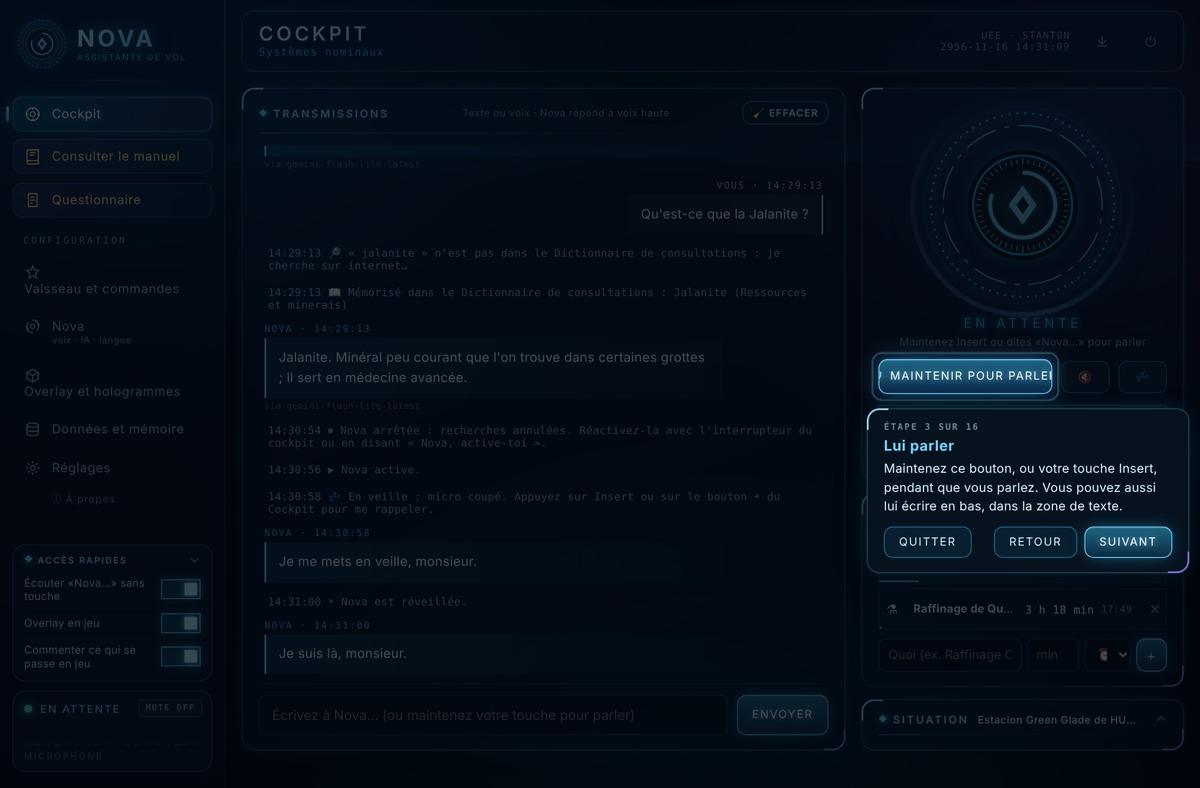 NOVA
ASSISTANTE DE VOL
Cockpit
Consulter le manuel
Questionnaire
CONFIGURATION
Vaisseau et commandes
Nova
voix · IA · langue
Overlay et hologrammes
Données et mémoire
Réglages
ⓘ À propos
ACCÈS RAPIDES
Écouter «Nova…» sans
touche
Overlay en jeu
Commenter ce qui se
passe en jeu
EN ATTENTE
MUTE OFF
MICROPHONE
COCKPIT
Systèmes nominaux
UEE · STANTON
2956-11-16 14:31:09
TRANSMISSIONS
Texte ou voix · Nova répond à voix haute
EFFACER
via gemini-flash-lite-latest
VOUS · 14:29:13
Qu'est-ce que la Jalanite ?
14:29:13 🔎 « jalanite » n'est pas dans le Dictionnaire de consultations : je
cherche sur internet…
14:29:13 📖 Mémorisé dans le Dictionnaire de consultations : Jalanite (Ressources
et minerais)
NOVA · 14:29:13
Jalanite. Minéral peu courant que l'on trouve dans certaines grottes
; il sert en médecine avancée.
via gemini-flash-lite-latest
14:30:54 ■ Nova arrêtée : recherches annulées. Réactivez-la avec l'interrupteur du
cockpit ou en disant « Nova, active-toi ».
14:30:56 ▶ Nova active.
14:30:58 💤 En veille : micro coupé. Appuyez sur Insert ou sur le bouton ☀ du
Cockpit pour me rappeler.
NOVA · 14:30:58
Je me mets en veille, monsieur.
14:31:00 ☀ Nova est réveillée.
NOVA · 14:31:00
Je suis là, monsieur.
Écrivez à Nova… (ou maintenez votre touche pour parler)
ENVOYER
EN ATTENTE
Maintenez Insert ou dites «Nova…» pour parler
MAINTENIR POUR PARLE
ÉTAPE 3 SUR 16
Lui parler
Maintenez ce bouton, ou votre touche Insert,
pendant que vous parlez. Vous pouvez aussi
lui écrire en bas, dans la zone de texte.
QUITTER
RETOUR
SUIVANT
Raffinage de Qu… 3 h 18 min 17:49 ✕
Quoi (ex. Raffinage C
min
+
SITUATION
Estacion Green Glade de HU…